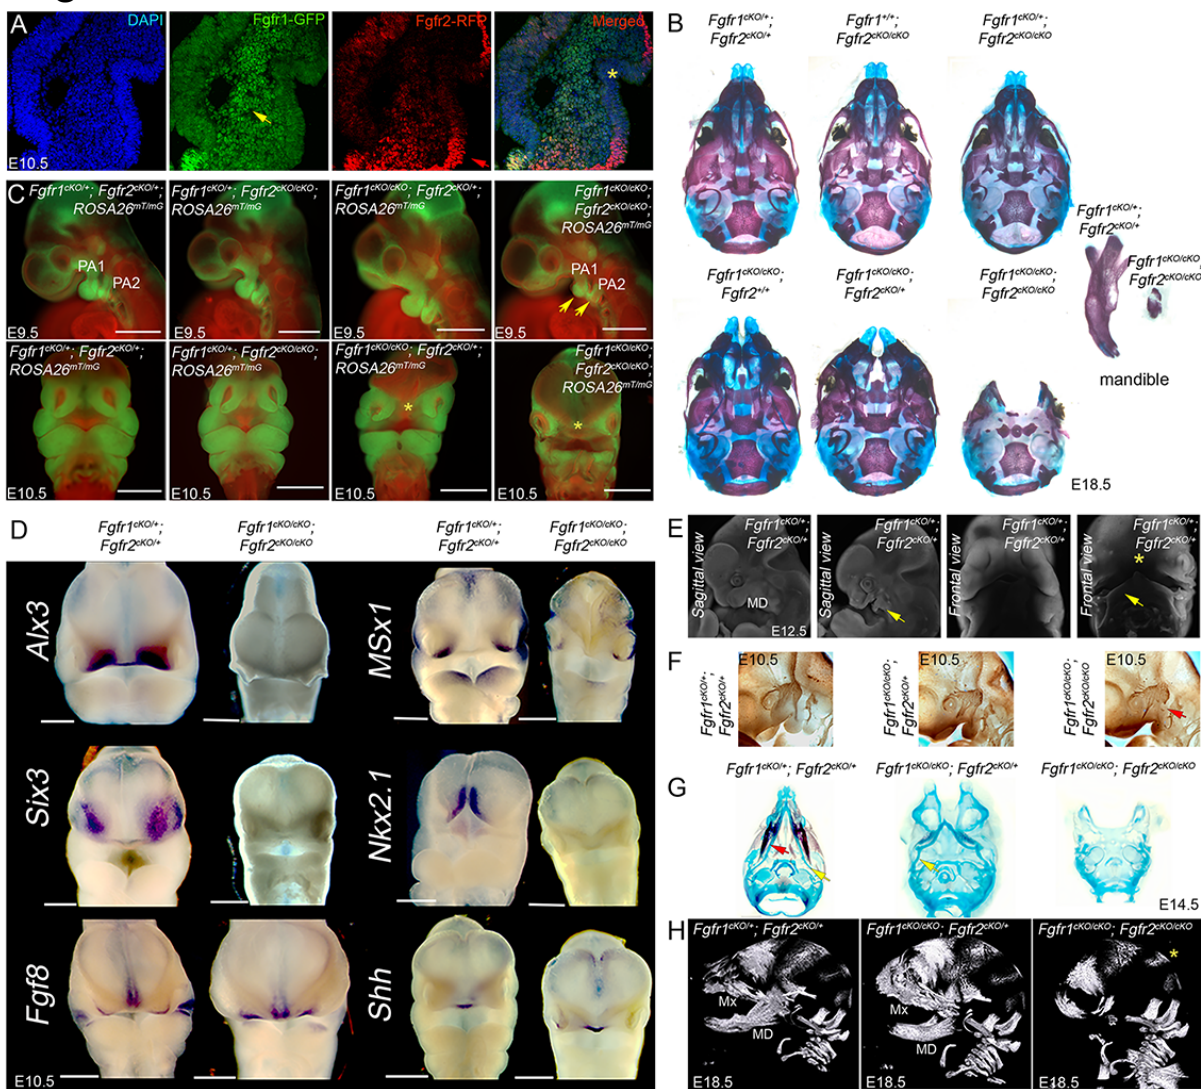 A
DAPI
Fgfr1-GFP
Fgfr2-RFP
Merged
*
E10.5
B
Fgfr1cKO/+;
Fgfr2cKO/+
Fgfr1+/+;
Fgfr2cKO/cKO
Fgfr1cKO/+;
Fgfr2cKO/cKO
Fgfr1cKO/cKO;
Fgfr2+/+
Fgfr1cKO/cKO;
Fgfr2cKO/+
Fgfr1cKO/cKO;
Fgfr2cKO/cKO
Fgfr1cKO/+;
Fgfr2cKO/+
Fgfr1cKO/cKO;
Fgfr2cKO/cKO
mandible
E18.5
C
Fgfr1cKO/+; Fgfr2cKO/+;
ROSA26mT/mG
Fgfr1cKO/+; Fgfr2cKO/cKO;
ROSA26mT/mG
Fgfr1cKO/cKO; Fgfr2cKO/+;
ROSA26mT/mG
Fgfr1cKO/cKO;
Fgfr2cKO/cKO;
ROSA26mT/mG
PA1
PA2
PA1
PA2
E9.5
E9.5
E9.5
E9.5
Fgfr1cKO/+; Fgfr2cKO/+;
ROSA26mT/mG
Fgfr1cKO/+; Fgfr2cKO/cKO;
ROSA26mT/mG
Fgfr1cKO/cKO; Fgfr2cKO/+;
ROSA26mT/mG
Fgfr1cKO/cKO;
Fgfr2cKO/cKO;
ROSA26mT/mG
*
*
E10.5
E10.5
E10.5
E10.5
D
Fgfr1cKO/+;
Fgfr2cKO/+
Fgfr1cKO/cKO;
Fgfr2cKO/cKO
Fgfr1cKO/+;
Fgfr2cKO/+
Fgfr1cKO/cKO;
Fgfr2cKO/cKO
Alx3
MSx1
Six3
Nkx2.1
Fgf8
Shh
E10.5
E
Sagittal view
Fgfr1cKO/+;
Fgfr2cKO/+
MD
E12.5
Sagittal view
Fgfr1cKO/+;
Fgfr2cKO/+
Frontal view
Fgfr1cKO/+;
Fgfr2cKO/+
Frontal view
Fgfr1cKO/+;
Fgfr2cKO/+
*
F
Fgfr1cKO/+;
Fgfr2cKO/+
E10.5
Fgfr1cKO/cKO;
Fgfr2cKO/+
E10.5
Fgfr1cKO/cKO;
Fgfr2cKO/cKO
E10.5
G
Fgfr1cKO/+; Fgfr2cKO/+
Fgfr1cKO/cKO; Fgfr2cKO/+
Fgfr1cKO/cKO; Fgfr2cKO/cKO
E14.5
H
Fgfr1cKO/+; Fgfr2cKO/+
Mx
MD
E18.5
Fgfr1cKO/cKO; Fgfr2cKO/+
Mx
MD
E18.5
Fgfr1cKO/cKO; Fgfr2cKO/cKO
*
E18.5